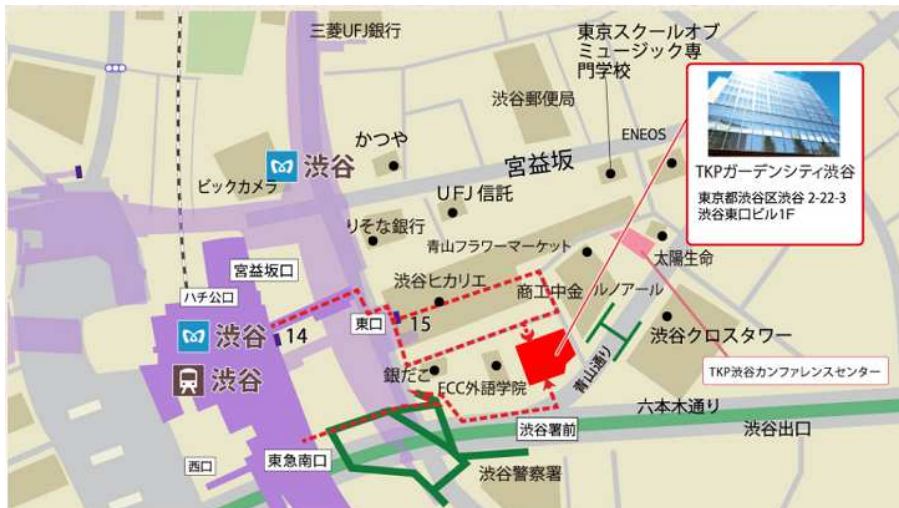 三菱UFJ銀行
東京スクールオブ
ミュージック専
門学校
渋谷郵便局
ENEOS
かつや
宮益坂
渋谷
ビックカメラ
UFJ信託
りそな銀行
青山フラワーマーケット
太陽生命
TKPガーデンシティ渋谷
東京都渋谷区渋谷 2-22-3
渋谷東口ビル1F
宮益坂口
渋谷ヒカリエ
商工中金
ルノアール
ハチ公口
東口
15
14
渋谷
渋谷クロスタワー
渋谷
銀だこ
ECC外語学院
青山通り
TKP渋谷カンファレンスセンター
六本木通り
渋谷出口
渋谷署前
東急南口
西口
渋谷警察署